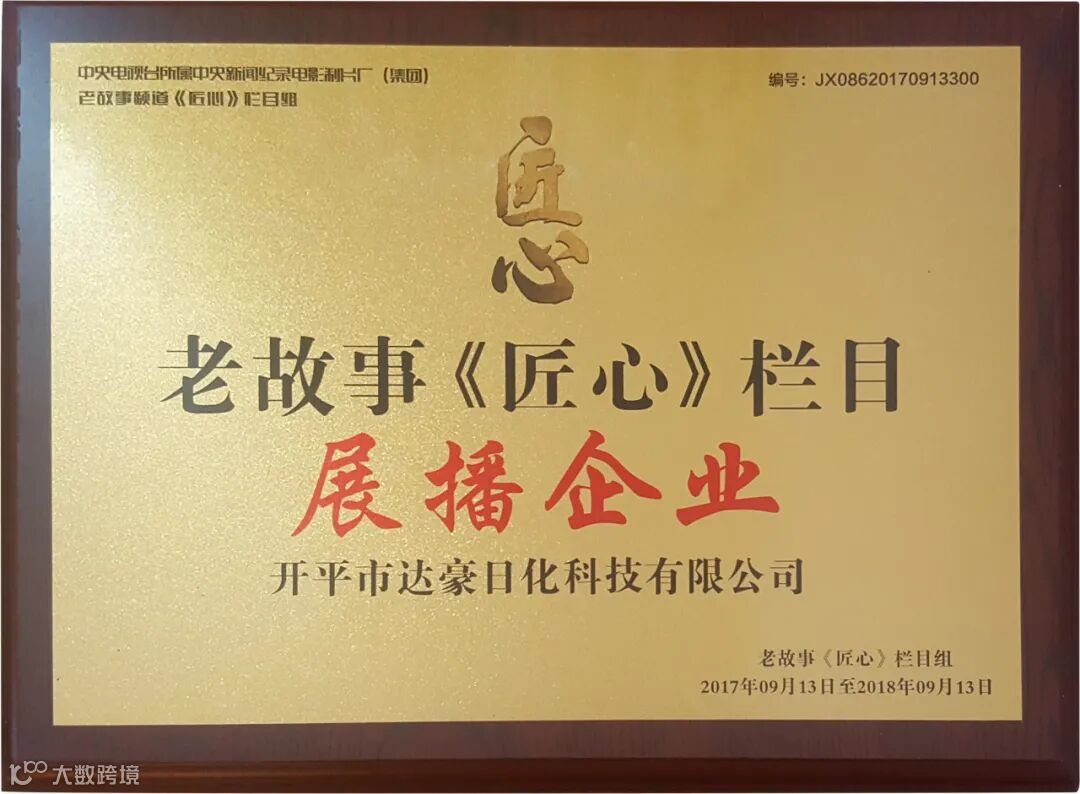 中央电视台所属中央新闻纪录电影制片厂（集团）
老故事频道《匠心》栏目组
编号：JX08620170913300
匠心
老故事《匠心》栏目
展播企业
开平市达豪日化科技有限公司
老故事《匠心》栏目组
2017年09月13日至2018年09月13日
大数跨境